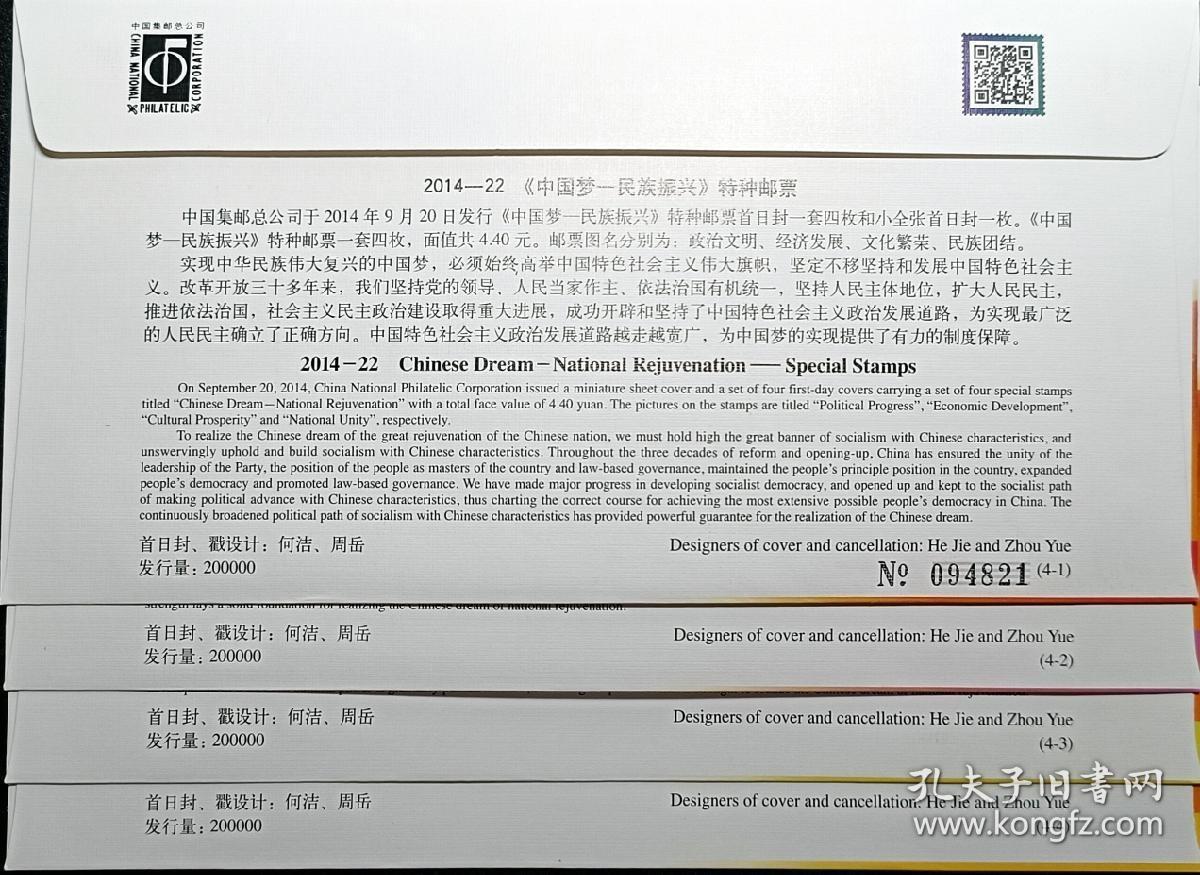 中国集邮总公司
CHINA NATIONAL PHILATELIC CORPORATION
2014—22 《中国梦—民族振兴》特种邮票
中国集邮总公司于2014年9月20日发行《中国梦—民族振兴》特种邮票首日封一套四枚和小全张首日封一枚。《中国
梦—民族振兴》特种邮票一套四枚，面值共4.40元。邮票图名分别为：政治文明、经济发展、文化繁荣、民族团结。
实现中华民族伟大复兴的中国梦，必须始终高举中国特色社会主义伟大旗帜，坚定不移坚持和发展中国特色社会主
义。改革开放三十多年来，我们坚持党的领导、人民当家作主、依法治国有机统一，坚持人民主体地位，扩大人民民主，
推进依法治国，社会主义民主政治建设取得重大进展，成功开辟和坚持了中国特色社会主义政治发展道路，为实现最广泛
的人民民主确立了正确方向。中国特色社会主义政治发展道路越走越宽广，为中国梦的实现提供了有力的制度保障。
2014—22 Chinese Dream—National Rejuvenation — Special Stamps
On September 20, 2014, China National Philatelic Corporation issued a miniature sheet cover and a set of four first-day covers carrying a set of four special stamps
titled “Chinese Dream—National Rejuvenation” with a total face value of 4.40 yuan. The pictures on the stamps are titled “Political Progress”, “Economic Development”,
“Cultural Prosperity” and “National Unity”, respectively.
To realize the Chinese dream of the great rejuvenation of the Chinese nation, we must hold high the great banner of socialism with Chinese characteristics, and
unswervingly uphold and build socialism with Chinese characteristics. Throughout the three decades of reform and opening-up, China has ensured the unity of the
leadership of the Party, the position of the people as masters of the country and law-based governance, maintained the people's principle position in the country, expanded
people's democracy and promoted law-based governance. We have made major progress in developing socialist democracy, and opened up and kept to the socialist path
of making political advance with Chinese characteristics, thus charting the correct course for achieving the most extensive possible people's democracy in China. The
continuously broadened political path of socialism with Chinese characteristics has provided powerful guarantee for the realization of the Chinese dream.
首日封、戳设计：何洁、周岳
Designers of cover and cancellation: He Jie and Zhou Yue
发行量：200000
№ 094821 (4-1)
strength lays a solid foundation for realizing the Chinese dream of national rejuvenation.
首日封、戳设计：何洁、周岳
Designers of cover and cancellation: He Jie and Zhou Yue
发行量：200000
(4-2)
首日封、戳设计：何洁、周岳
Designers of cover and cancellation: He Jie and Zhou Yue
发行量：200000
(4-3)
首日封、戳设计：何洁、周岳
Designers of cover and cancellation: He Jie and Zhou Yue
发行量：200000
(4-4)
孔夫子旧书网
www.kongfz.com